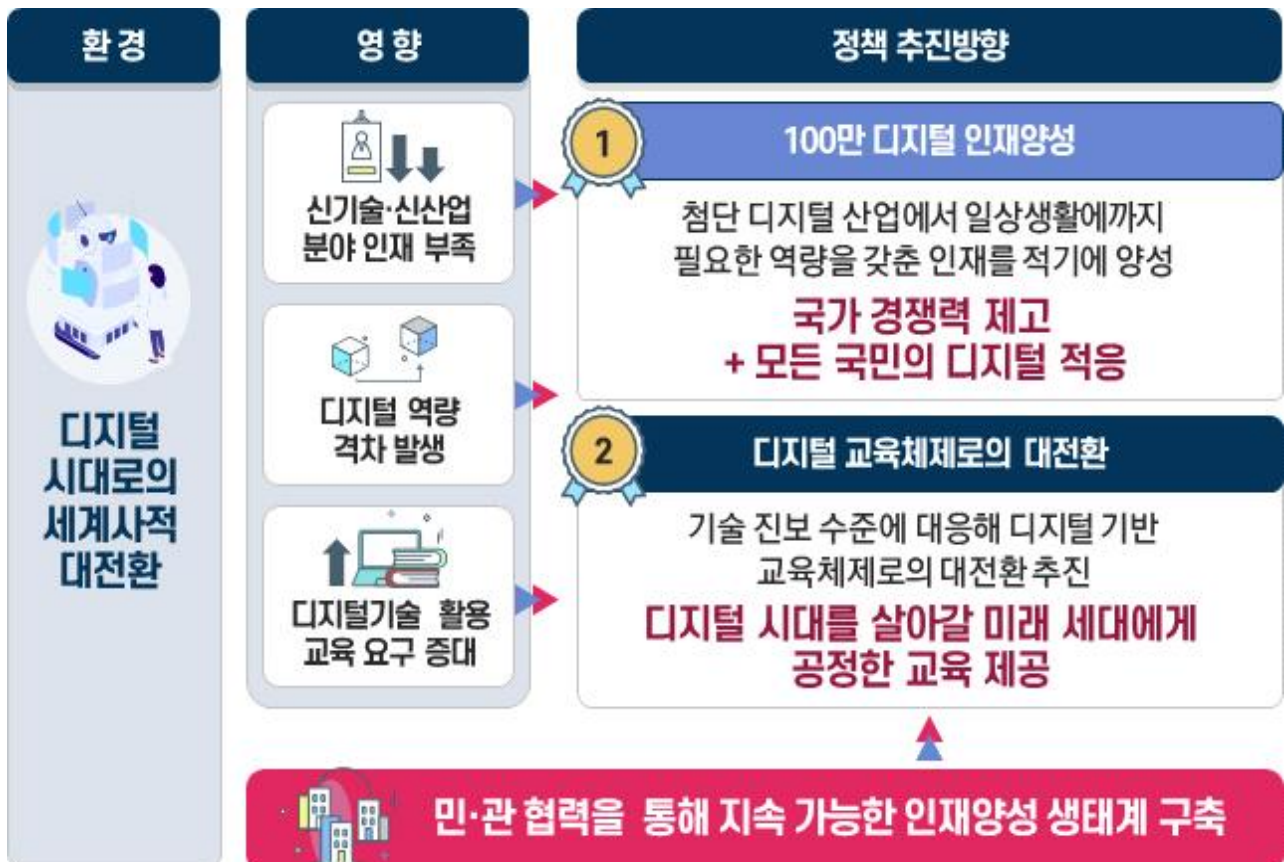 환경
디지털
시대로의
세계사적
대전환
영향
신기술·신산업
분야 인재 부족
디지털 역량
격차 발생
디지털기술 활용
교육 요구 증대
정책 추진방향
1
100만 디지털 인재양성
첨단 디지털 산업에서 일상생활에까지
필요한 역량을 갖춘 인재를 적기에 양성
국가 경쟁력 제고
+ 모든 국민의 디지털 적응
2
디지털 교육체제로의 대전환
기술 진보 수준에 대응해 디지털 기반
교육체제로의 대전환 추진
디지털 시대를 살아갈 미래 세대에게
공정한 교육 제공
민·관 협력을 통해 지속 가능한 인재양성 생태계 구축